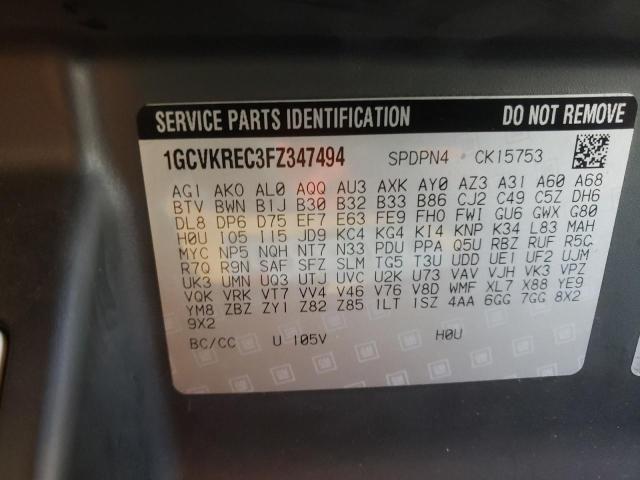 SERVICE PARTS IDENTIFICATION DO NOT REMOVE
1GCVKREC3FZ347494 SPDPN4 CK15753
AG1 AKO AL0 AQQ AU3 AXK AY0 AZ3 A31 A60 A68
BTV BWN B1J B30 B32 B33 B86 CJ2 C49 C5Z DH6
DL8 DP6 D75 EF7 E63 FE9 FHO FWI GU6 GWX G80
H0U IO5 I15 JD9 KC4 KG4 KI4 KNP K34 L83 MAH
MYC NP5 NQH NT7 N33 PDU PPA Q5U RBZ RUF R5G
R7Q R9N SAF SFZ SLM TG5 T3U UDD UE1 UF2 UJM
UK3 UMN UQ3 UTJ UVC U2K U73 VAV VJH VK3 VPZ
VQK VRK VT7 VV4 V46 V76 V8D WMF XL7 X88 YE9
YM8 ZBZ ZY1 Z82 Z85 1LT 1SZ 4AA 6GG 7GG 8X2
9X2
BC/CC U 105V H0U